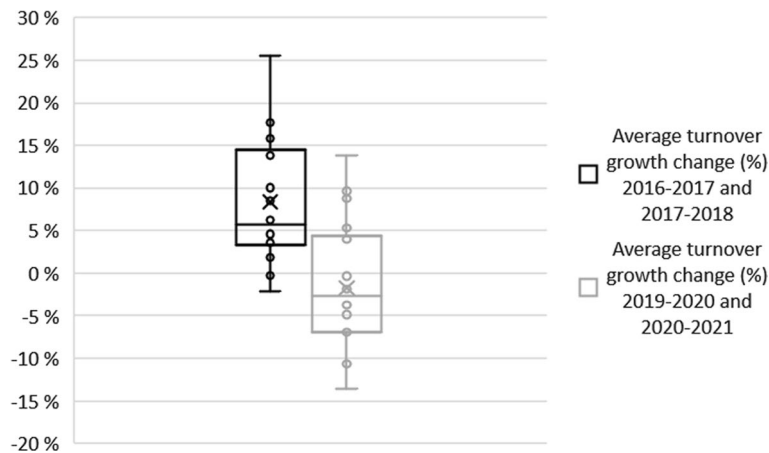 30 %
25 %
20 %
15 %
10 %
5 %
0 %
-5 %
-10 %
-15 %
-20 %
Average turnover
growth change (%)
2016-2017 and
2017-2018
Average turnover
growth change (%)
2019-2020 and
2020-2021